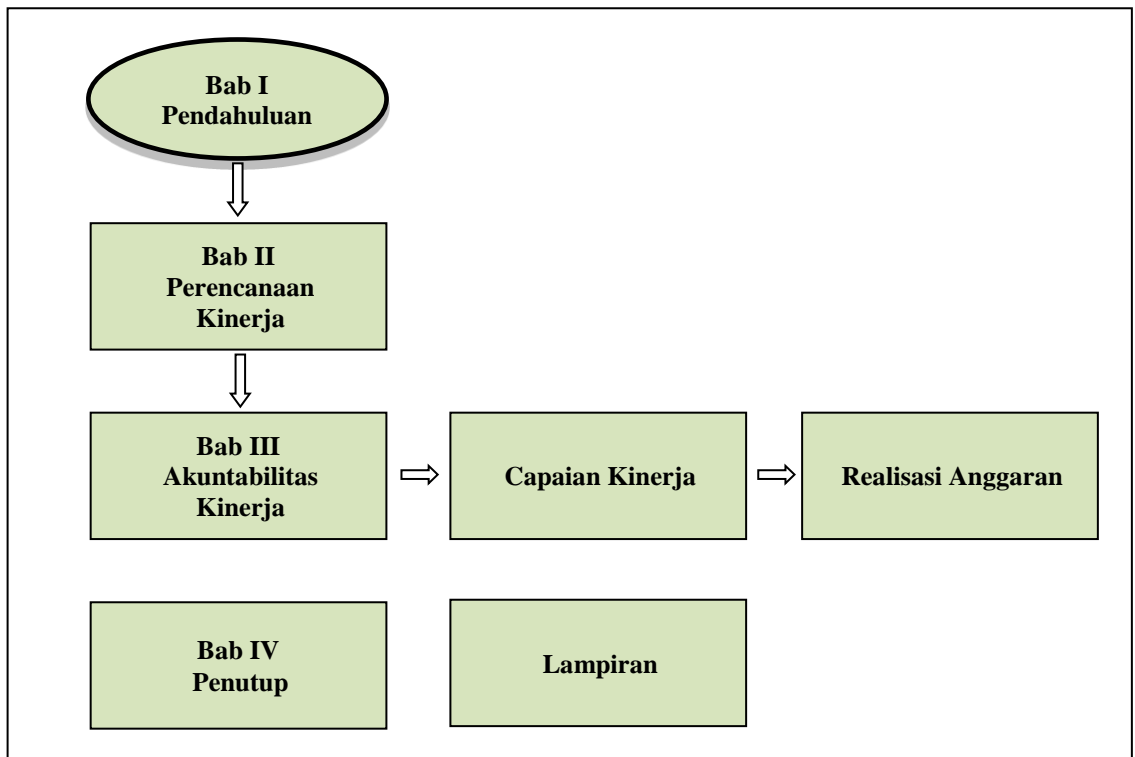 Bab I
Pendahuluan
Bab II
Perencanaan
Kinerja
Bab III
Akuntabilitas
Kinerja
Capaian Kinerja
Realisasi Anggaran
Bab IV
Penutup
Lampiran